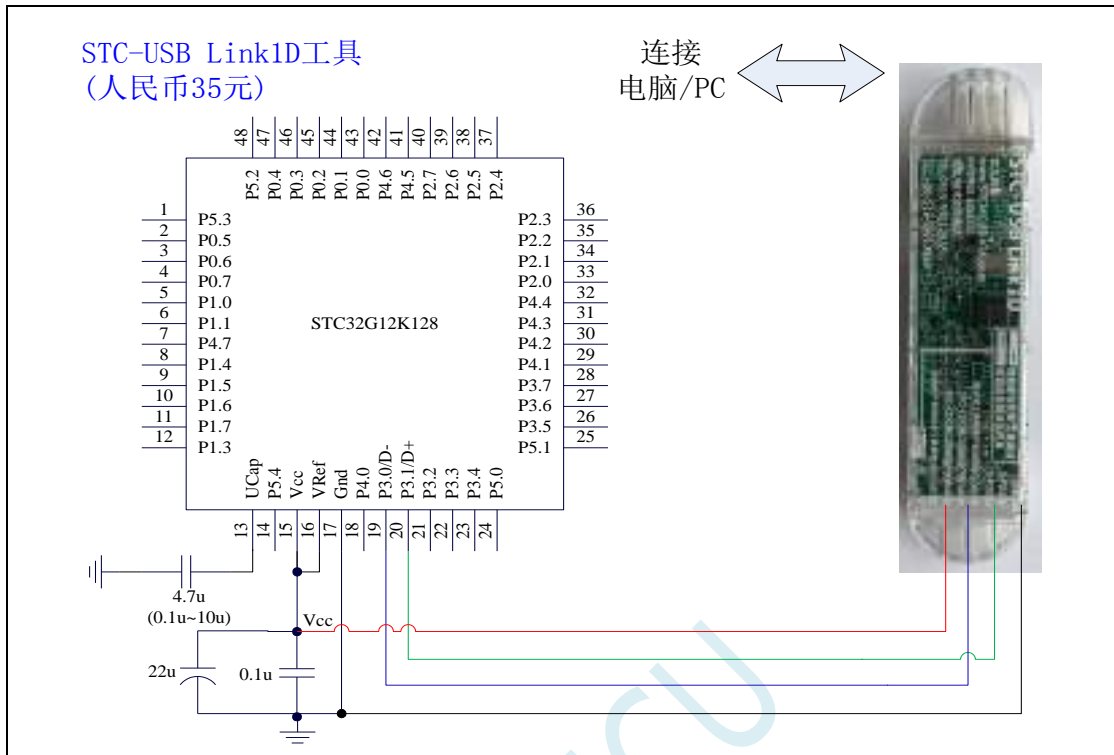 STC-USB Link1D工具
(人民币35元)
连接
电脑/PC
48
47
46
45
44
43
42
41
40
39
38
37
P5.2
P0.4
P0.3
P0.2
P0.1
P0.0
P4.6
P4.5
P2.7
P2.6
P2.5
P2.4
1 P5.3
2 P0.5
3 P0.6
4 P0.7
5 P1.0
6 P1.1
7 P4.7
8 P1.4
9 P1.5
10 P1.6
11 P1.7
12 P1.3
STC32G12K128
P2.3 36
P2.2 35
P2.1 34
P2.0 33
P4.4 32
P4.3 31
P4.2 30
P4.1 29
P3.7 28
P3.6 27
P3.5 26
P5.1 25
UCap
P5.4
Vcc
VRef
Gnd
P4.0
P3.0/D-
P3.1/D+
P3.2
P3.3
P3.4
P5.0
13
14
15
16
17
18
19
20
21
22
23
24
4.7u
(0.1u~10u)
Vcc
22u
0.1u